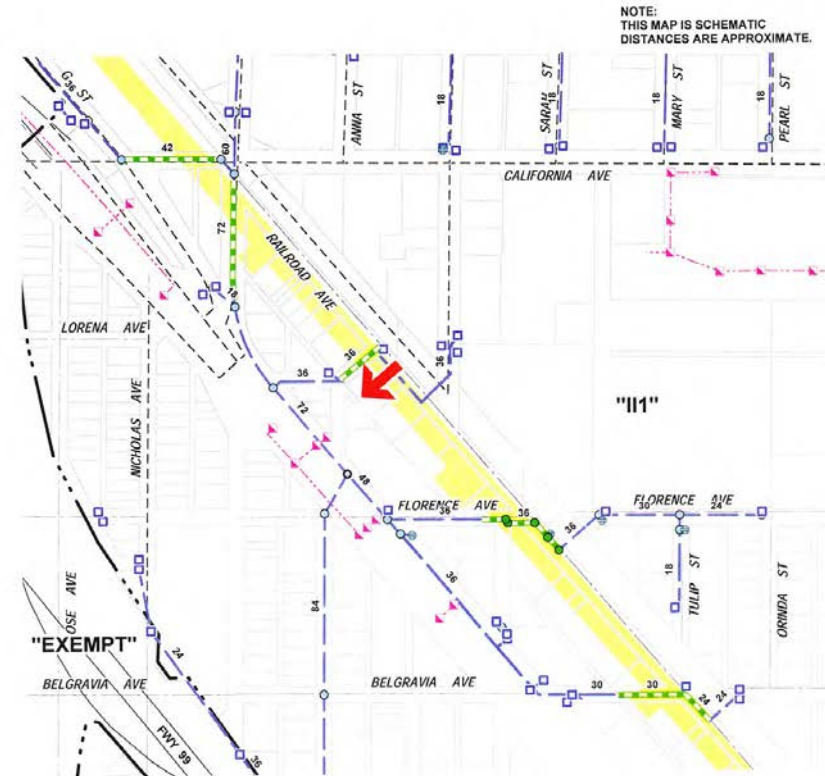 NOTE:
THIS MAP IS SCHEMATIC
DISTANCES ARE APPROXIMATE.
G ST
36
18
18
18
18
ANNA ST
SARAH ST
MARY ST
PEARL ST
42
60
CALIFORNIA AVE
72
RAILROAD AVE
18
LORENA AVE
36
36
36
"II1"
72
NICHOLAS AVE
48
FLORENCE AVE
36
36
36
FLORENCE AVE
30
24
18
TULIP ST
ORINDA ST
36
84
OSE AVE
"EXEMPT"
24
BELGRAVIA AVE
BELGRAVIA AVE
30
30
24
24
FWY 99
36